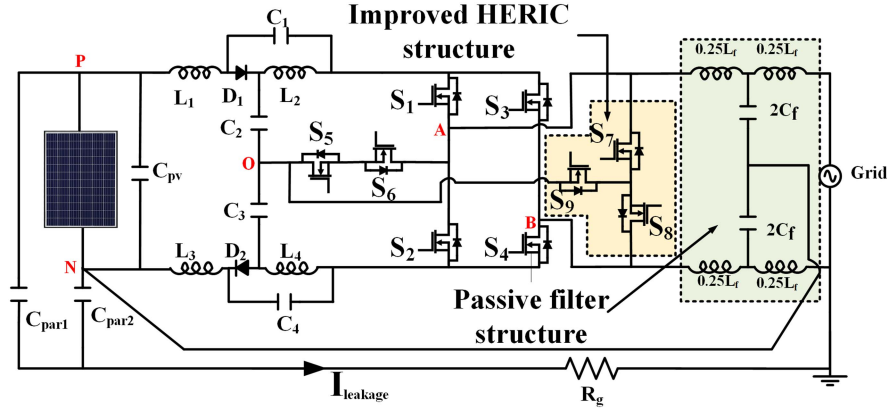 Improved HERIC
structure
C1
P
L1
D1
L2
S1
S3
0.25Lf
0.25Lf
2Cf
C2
A
S5
S7
O
S6
Cpv
S9
Grid
C3
B
S8
N
L3
D2
L4
S2
S4
2Cf
0.25Lf
0.25Lf
Cpar1
Cpar2
C4
Passive filter
structure
Ileakage
Rg